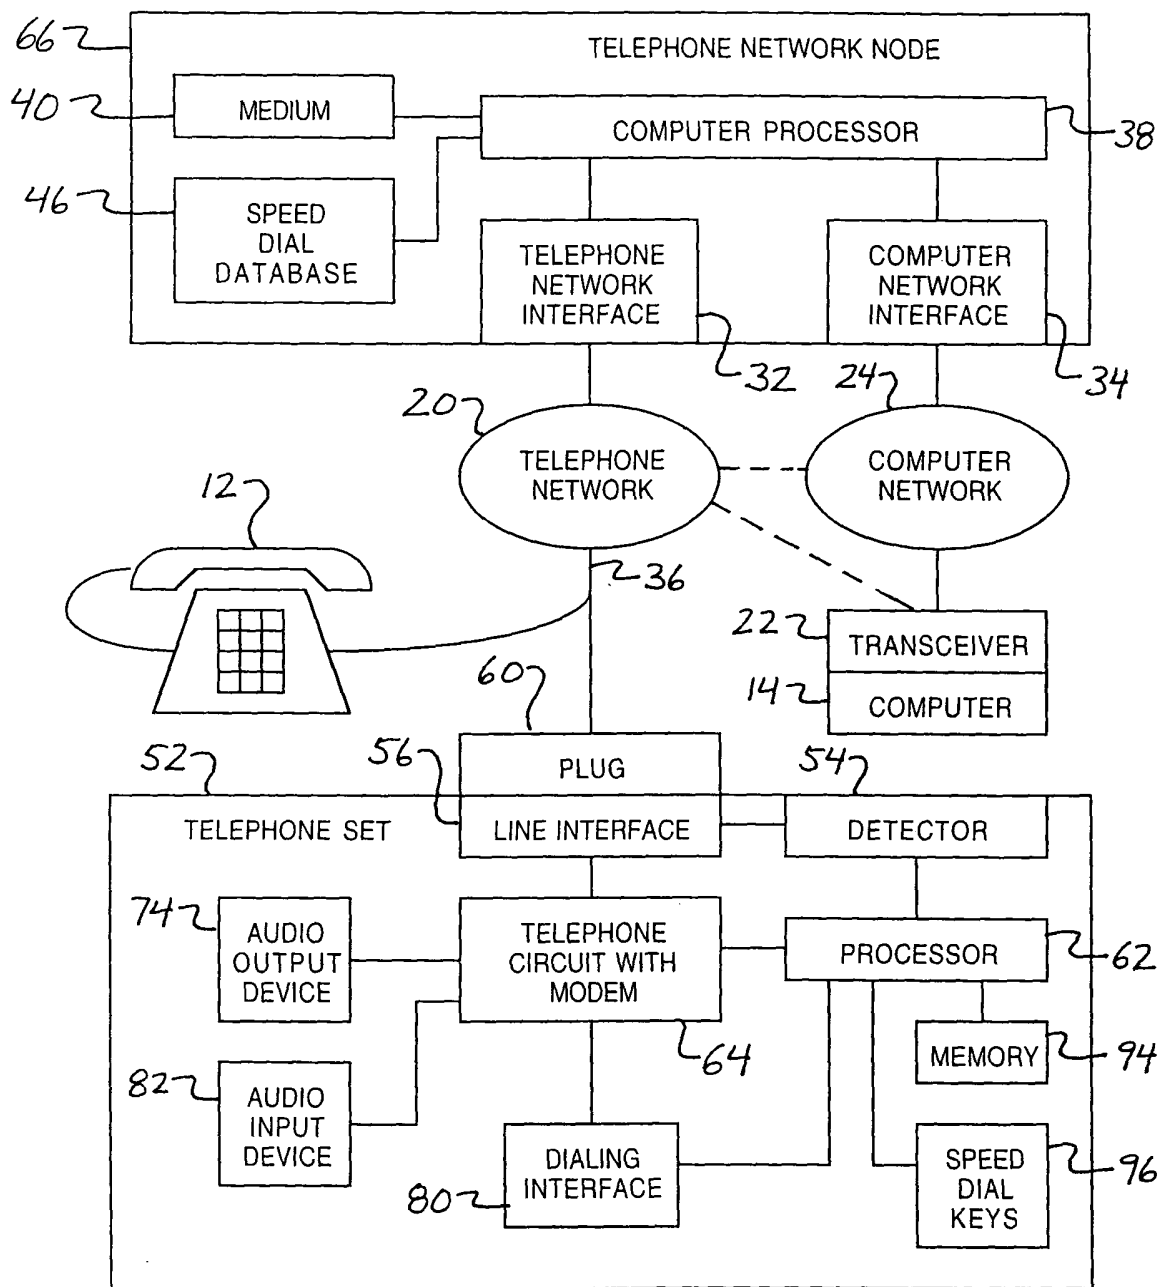 66
TELEPHONE NETWORK NODE
40
MEDIUM
COMPUTER PROCESSOR
38
46
SPEED
DIAL
DATABASE
TELEPHONE
NETWORK
INTERFACE
COMPUTER
NETWORK
INTERFACE
32
34
20
24
TELEPHONE
NETWORK
COMPUTER
NETWORK
12
36
22
TRANSCEIVER
14
COMPUTER
60
PLUG
52
56
54
TELEPHONE SET
LINE INTERFACE
DETECTOR
74
AUDIO
OUTPUT
DEVICE
TELEPHONE
CIRCUIT WITH
MODEM
PROCESSOR
62
64
MEMORY
94
82
AUDIO
INPUT
DEVICE
DIALING
INTERFACE
80
SPEED
DIAL
KEYS
96